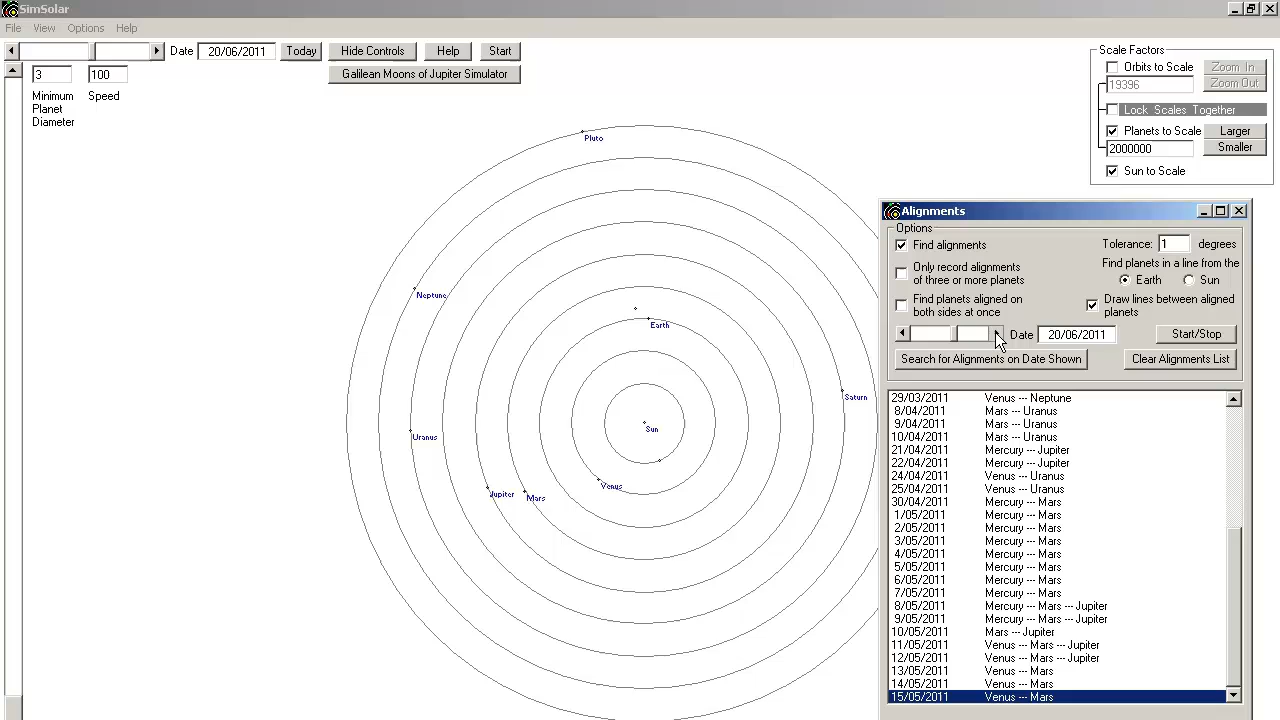 SimSolar
File View Options Help
Date 20/06/2011 Today Hide Controls Help Start
Galilean Moons of Jupiter Simulator
3 100
Minimum Planet Diameter
Speed
Scale Factors
Orbits to Scale Zoom In
19396 Zoom Out
Lock Scales Together
Planets to Scale Larger
2000000 Smaller
Sun to Scale
Pluto
Neptune
Earth
Saturn
Sun
Uranus
Venus
Jupiter
Mars
Alignments
Options
Find alignments
Tolerance: 1 degrees
Only record alignments
of three or more planets
Find planets in a line from the
Earth Sun
Find planets aligned on
both sides at once
Draw lines between aligned
planets
Date 20/06/2011 Start/Stop
Search for Alignments on Date Shown Clear Alignments List
29/03/2011 Venus --- Neptune
8/04/2011 Mars --- Uranus
9/04/2011 Mars --- Uranus
10/04/2011 Mars --- Uranus
21/04/2011 Mercury --- Jupiter
22/04/2011 Mercury --- Jupiter
24/04/2011 Venus --- Uranus
25/04/2011 Venus --- Uranus
30/04/2011 Mercury --- Mars
1/05/2011 Mercury --- Mars
2/05/2011 Mercury --- Mars
3/05/2011 Mercury --- Mars
4/05/2011 Mercury --- Mars
5/05/2011 Mercury --- Mars
6/05/2011 Mercury --- Mars
7/05/2011 Mercury --- Mars
8/05/2011 Mercury --- Mars --- Jupiter
9/05/2011 Mercury --- Mars --- Jupiter
10/05/2011 Mars --- Jupiter
11/05/2011 Venus --- Mars --- Jupiter
12/05/2011 Venus --- Mars --- Jupiter
13/05/2011 Venus --- Mars
14/05/2011 Venus --- Mars
15/05/2011 Venus --- Mars